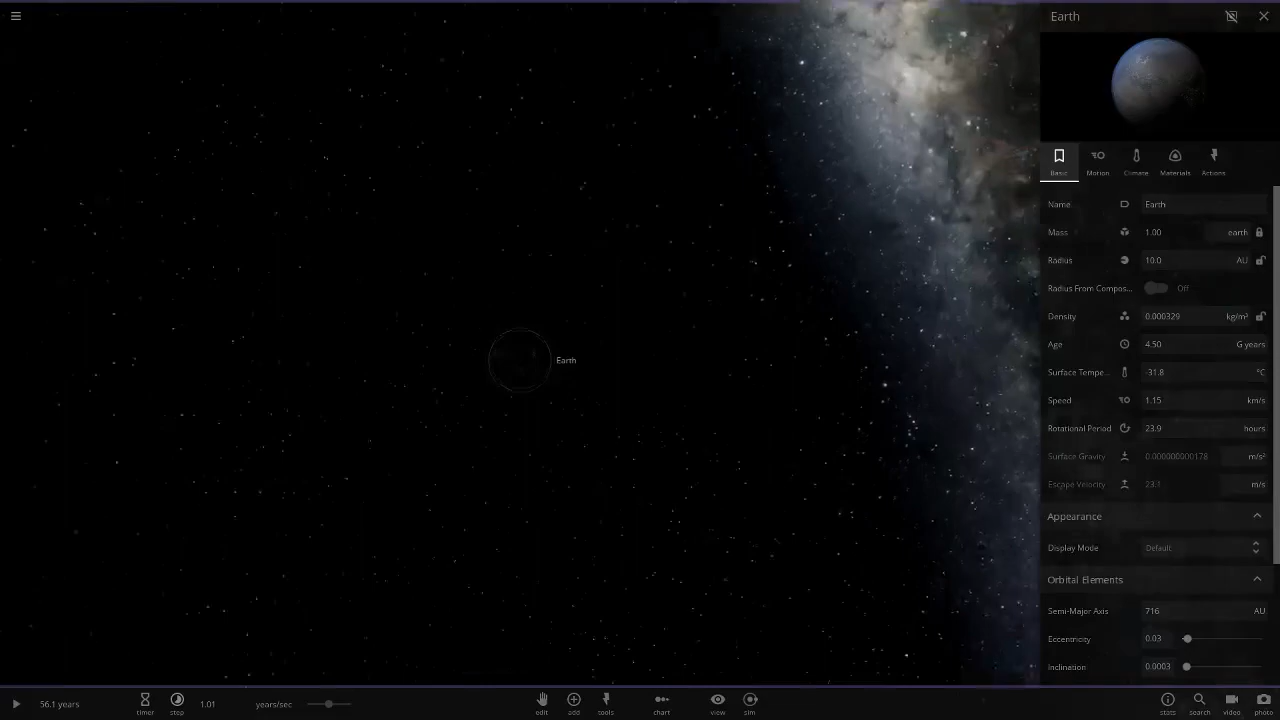 Earth
Basic
Motion
Climate
Materials
Actions
Name Earth
Mass 1.00 earth
Radius 10.0 AU
Radius From Compos... Off
Density 0.000329 kg/m³
Age 4.50 G years
Surface Tempe... -31.8 °C
Speed 1.15 km/s
Rotational Period 23.9 hours
Surface Gravity 0.000000000178 m/s²
Escape Velocity 23.1 m/s
Appearance
Display Mode Default
Orbital Elements
Semi-Major Axis 716 AU
Eccentricity 0.03
Inclination 0.0003
Earth
56.1 years
timer
step
1.01 years/sec
edit
add
tools
chart
view
sim
stats
search
video
photo